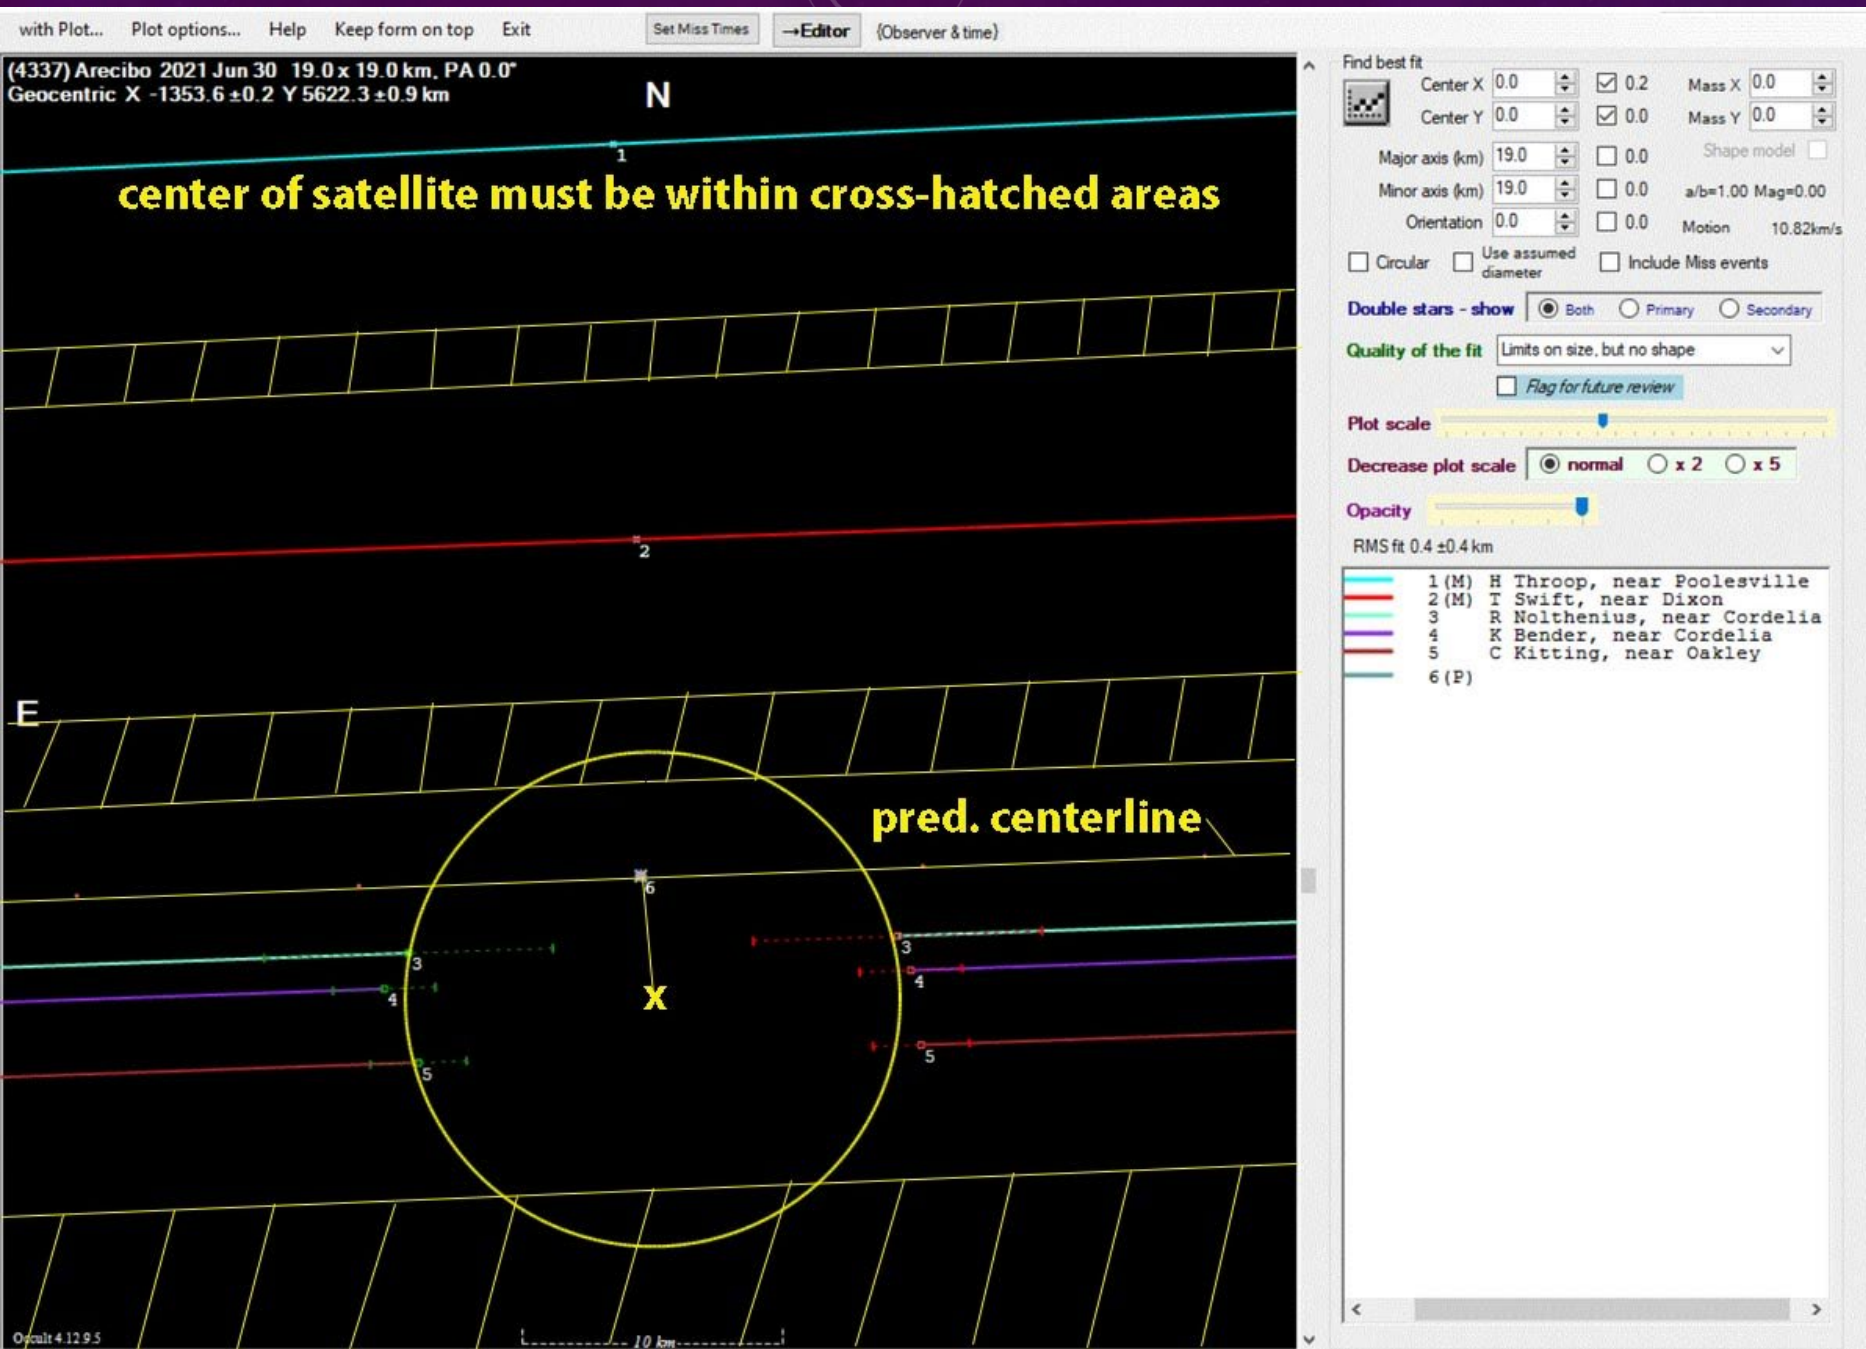 with Plot... Plot options... Help Keep form on top Exit Set Miss Times →Editor {Observer & time}
(4337) Arecibo 2021 Jun 30 19.0 x 19.0 km, PA 0.0°
Geocentric X -1353.6 ±0.2 Y 5622.3 ±0.9 km
N
1
center of satellite must be within cross-hatched areas
2
E
pred. centerline
6
3 3
4 4
X
5 5
10 km
Occult 4.12.9.5
Find best fit
Center X 0.0 0.2 Mass X 0.0
Center Y 0.0 0.0 Mass Y 0.0
Major axis (km) 19.0 0.0 Shape model
Minor axis (km) 19.0 0.0 a/b=1.00 Mag=0.00
Orientation 0.0 0.0 Motion 10.82km/s
Circular Use assumed diameter Include Miss events
Double stars - show Both Primary Secondary
Quality of the fit Limits on size, but no shape
Flag for future review
Plot scale
Decrease plot scale normal x 2 x 5
Opacity
RMS fit 0.4 ±0.4 km
1(M) H Throop, near Poolesville
2(M) T Swift, near Dixon
3 R Nolthenius, near Cordelia
4 K Bender, near Cordelia
5 C Kitting, near Oakley
6(P)